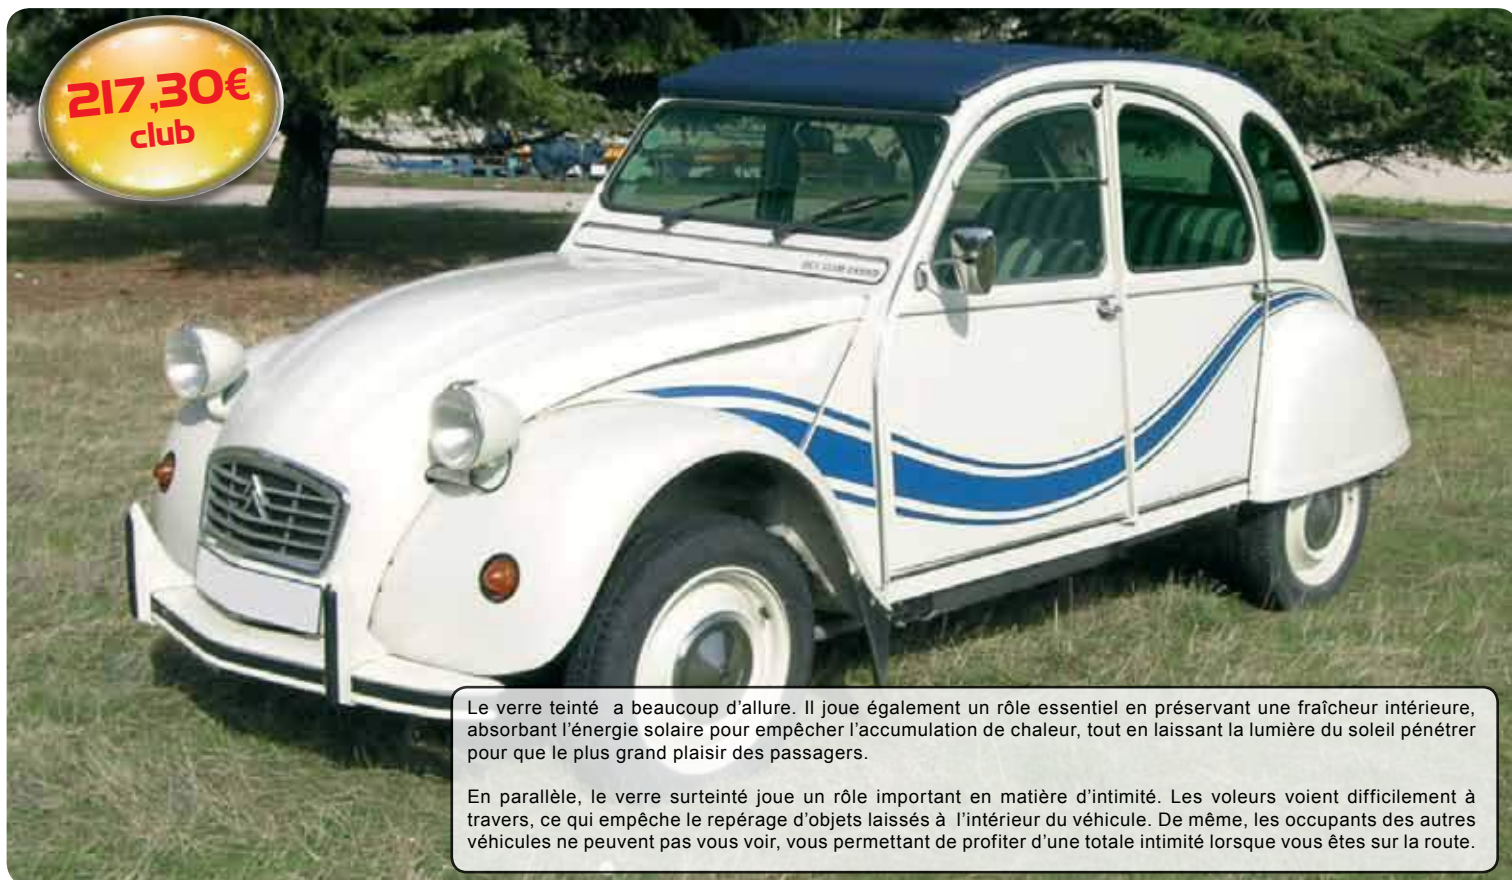 217,30€
club
Le verre teinté a beaucoup d'allure. Il joue également un rôle essentiel en préservant une fraîcheur intérieure,
absorbant l'énergie solaire pour empêcher l'accumulation de chaleur, tout en laissant la lumière du soleil pénétrer
pour que le plus grand plaisir des passagers.
En parallèle, le verre surteinté joue un rôle important en matière d'intimité. Les voleurs voient difficilement à
travers, ce qui empêche le repérage d'objets laissés à l'intérieur du véhicule. De même, les occupants des autres
véhicules ne peuvent pas vous voir, vous permettant de profiter d'une totale intimité lorsque vous êtes sur la route.